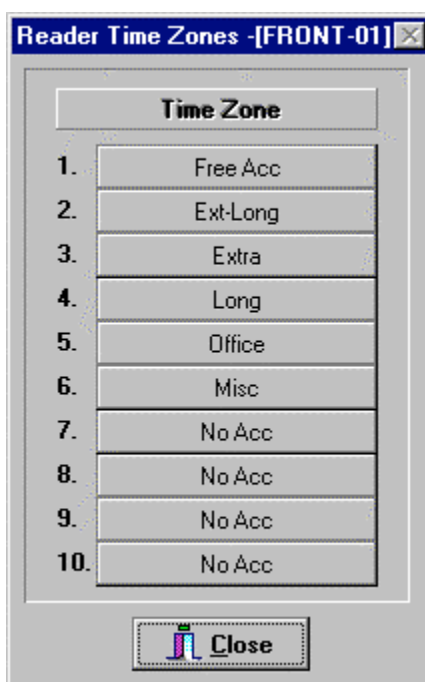 Reader Time Zones -[FRONT-01]
Time Zone
1. Free Acc
2. Ext-Long
3. Extra
4. Long
5. Office
6. Misc
7. No Acc
8. No Acc
9. No Acc
10. No Acc
Close